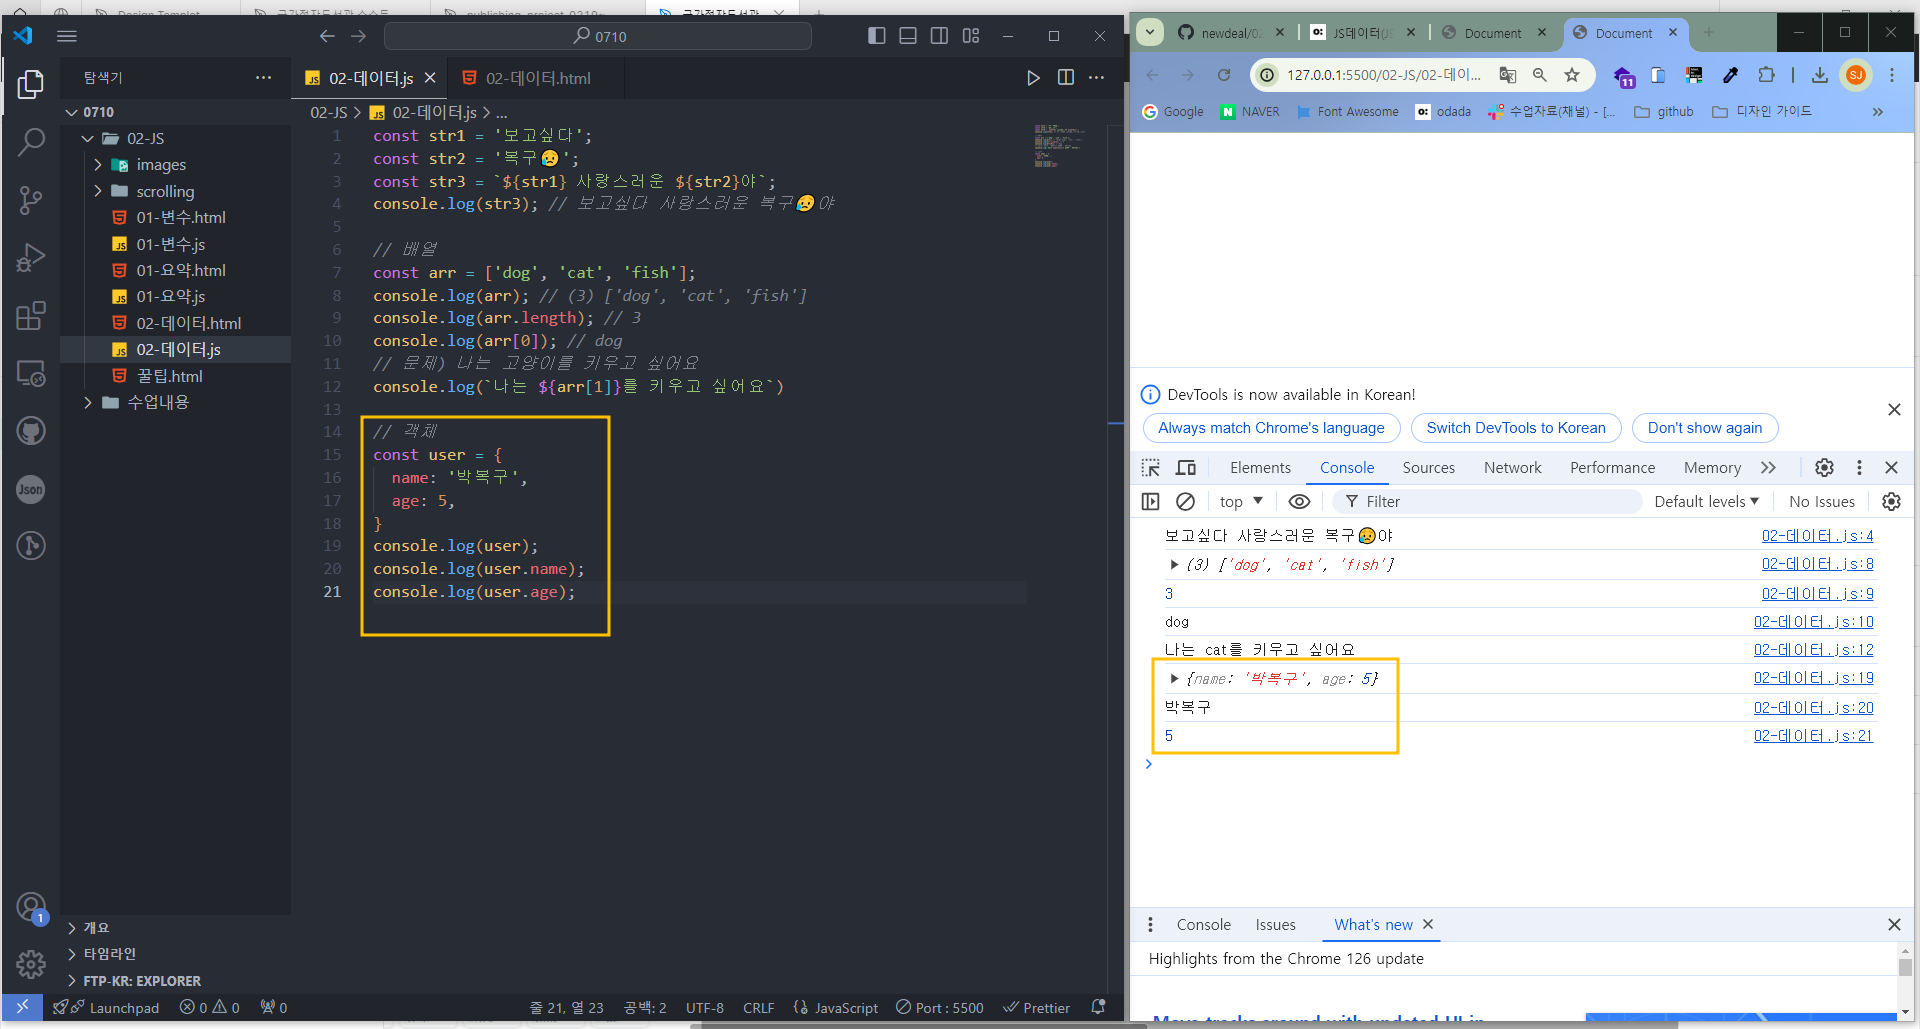 0710
탐색기
02-데이터.js
02-데이터.html
0710
02-JS
images
scrolling
01-변수.html
01-변수.js
01-요약.html
01-요약.js
02-데이터.html
02-데이터.js
꿀팁.html
수업내용
개요
타임라인
FTP-KR: EXPLORER
02-JS > 02-데이터.js > ...
1 const str1 = '보고싶다';
2 const str2 = '복구😥';
3 const str3 = `${str1} 사랑스러운 ${str2}야`;
4 console.log(str3); // 보고싶다 사랑스러운 복구😥야
5
6 // 배열
7 const arr = ['dog', 'cat', 'fish'];
8 console.log(arr); // (3) ['dog', 'cat', 'fish']
9 console.log(arr.length); // 3
10 console.log(arr[0]); // dog
11 // 문제) 나는 고양이를 키우고 싶어요
12 console.log(`나는 ${arr[1]}를 키우고 싶어요`)
13
14 // 객체
15 const user = {
16 name: '박복구',
17 age: 5,
18 }
19 console.log(user);
20 console.log(user.name);
21 console.log(user.age);
Json
1
Launchpad
0 0
0
줄 21, 열 23
공백: 2
UTF-8
CRLF
JavaScript
Port : 5500
Prettier
newdeal/02
JS데이터(JS
Document
Document
127.0.0.1:5500/02-JS/02-데이...
11
SJ
Google
NAVER
Font Awesome
odada
수업자료(채널) - [...
github
디자인 가이드
DevTools is now available in Korean!
Always match Chrome's language
Switch DevTools to Korean
Don't show again
Elements
Console
Sources
Network
Performance
Memory
top
Filter
Default levels
No Issues
보고싶다 사랑스러운 복구😥야 02-데이터.js:4
(3) ['dog', 'cat', 'fish'] 02-데이터.js:8
3 02-데이터.js:9
dog 02-데이터.js:10
나는 cat를 키우고 싶어요 02-데이터.js:12
{name: '박복구', age: 5} 02-데이터.js:19
박복구 02-데이터.js:20
5 02-데이터.js:21
Console
Issues
What's new
Highlights from the Chrome 126 update